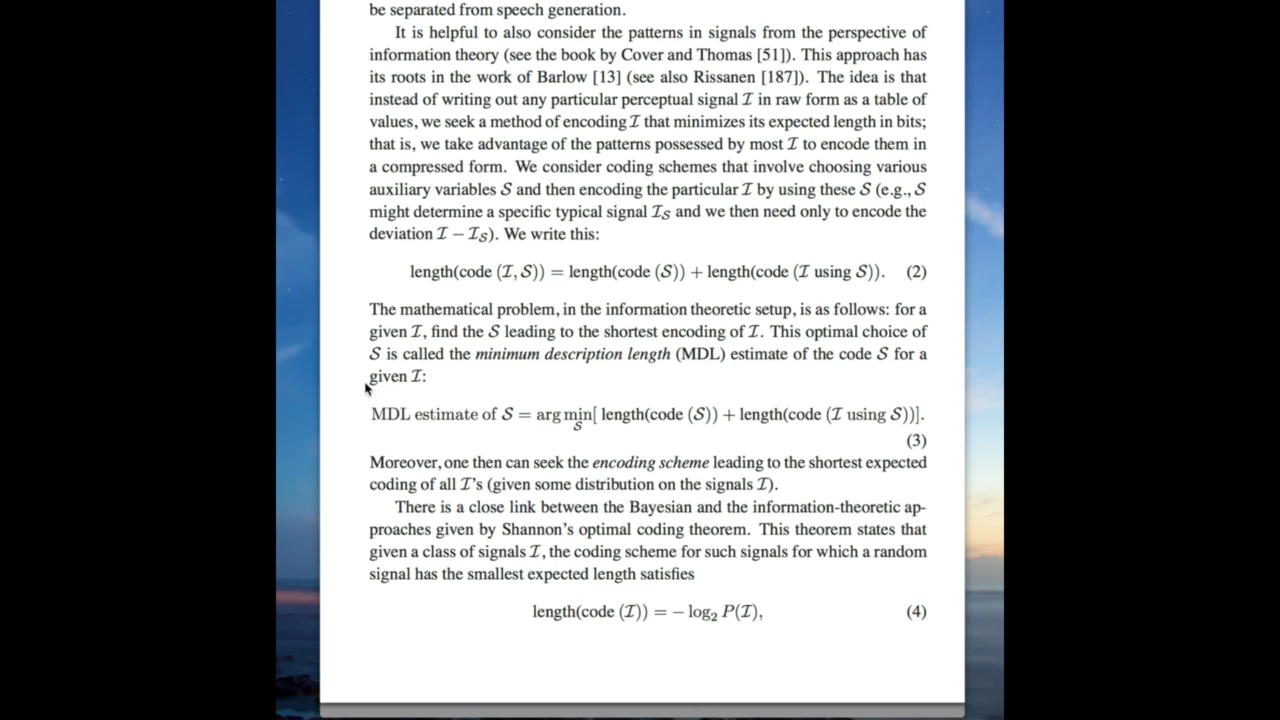 be separated from speech generation.
It is helpful to also consider the patterns in signals from the perspective of
information theory (see the book by Cover and Thomas [51]). This approach has
its roots in the work of Barlow [13] (see also Rissanen [187]). The idea is that
instead of writing out any particular perceptual signal ℐ in raw form as a table of
values, we seek a method of encoding ℐ that minimizes its expected length in bits;
that is, we take advantage of the patterns possessed by most ℐ to encode them in
a compressed form. We consider coding schemes that involve choosing various
auxiliary variables 𝒮 and then encoding the particular ℐ by using these 𝒮 (e.g., 𝒮
might determine a specific typical signal ℐ_𝒮 and we then need only to encode the
deviation ℐ − ℐ_𝒮). We write this:
length(code (ℐ, 𝒮)) = length(code (𝒮)) + length(code (ℐ using 𝒮)). (2)
The mathematical problem, in the information theoretic setup, is as follows: for a
given ℐ, find the 𝒮 leading to the shortest encoding of ℐ. This optimal choice of
𝒮 is called the minimum description length (MDL) estimate of the code 𝒮 for a
given ℐ:
MDL estimate of 𝒮 = arg min[ length(code (𝒮)) + length(code (ℐ using 𝒮))].
𝒮
(3)
Moreover, one then can seek the encoding scheme leading to the shortest expected
coding of all ℐ's (given some distribution on the signals ℐ).
There is a close link between the Bayesian and the information-theoretic ap-
proaches given by Shannon's optimal coding theorem. This theorem states that
given a class of signals ℐ, the coding scheme for such signals for which a random
signal has the smallest expected length satisfies
length(code (ℐ)) = − log₂ P(ℐ), (4)